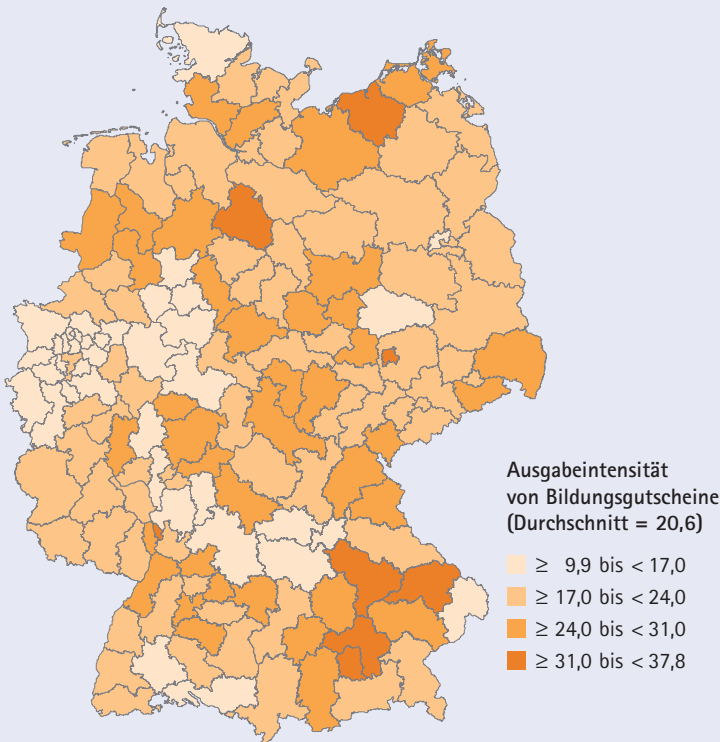 Ausgabeintensität
von Bildungsgutscheine
(Durchschnitt = 20,6)
≥ 9,9 bis < 17,0
≥ 17,0 bis < 24,0
≥ 24,0 bis < 31,0
≥ 31,0 bis < 37,8